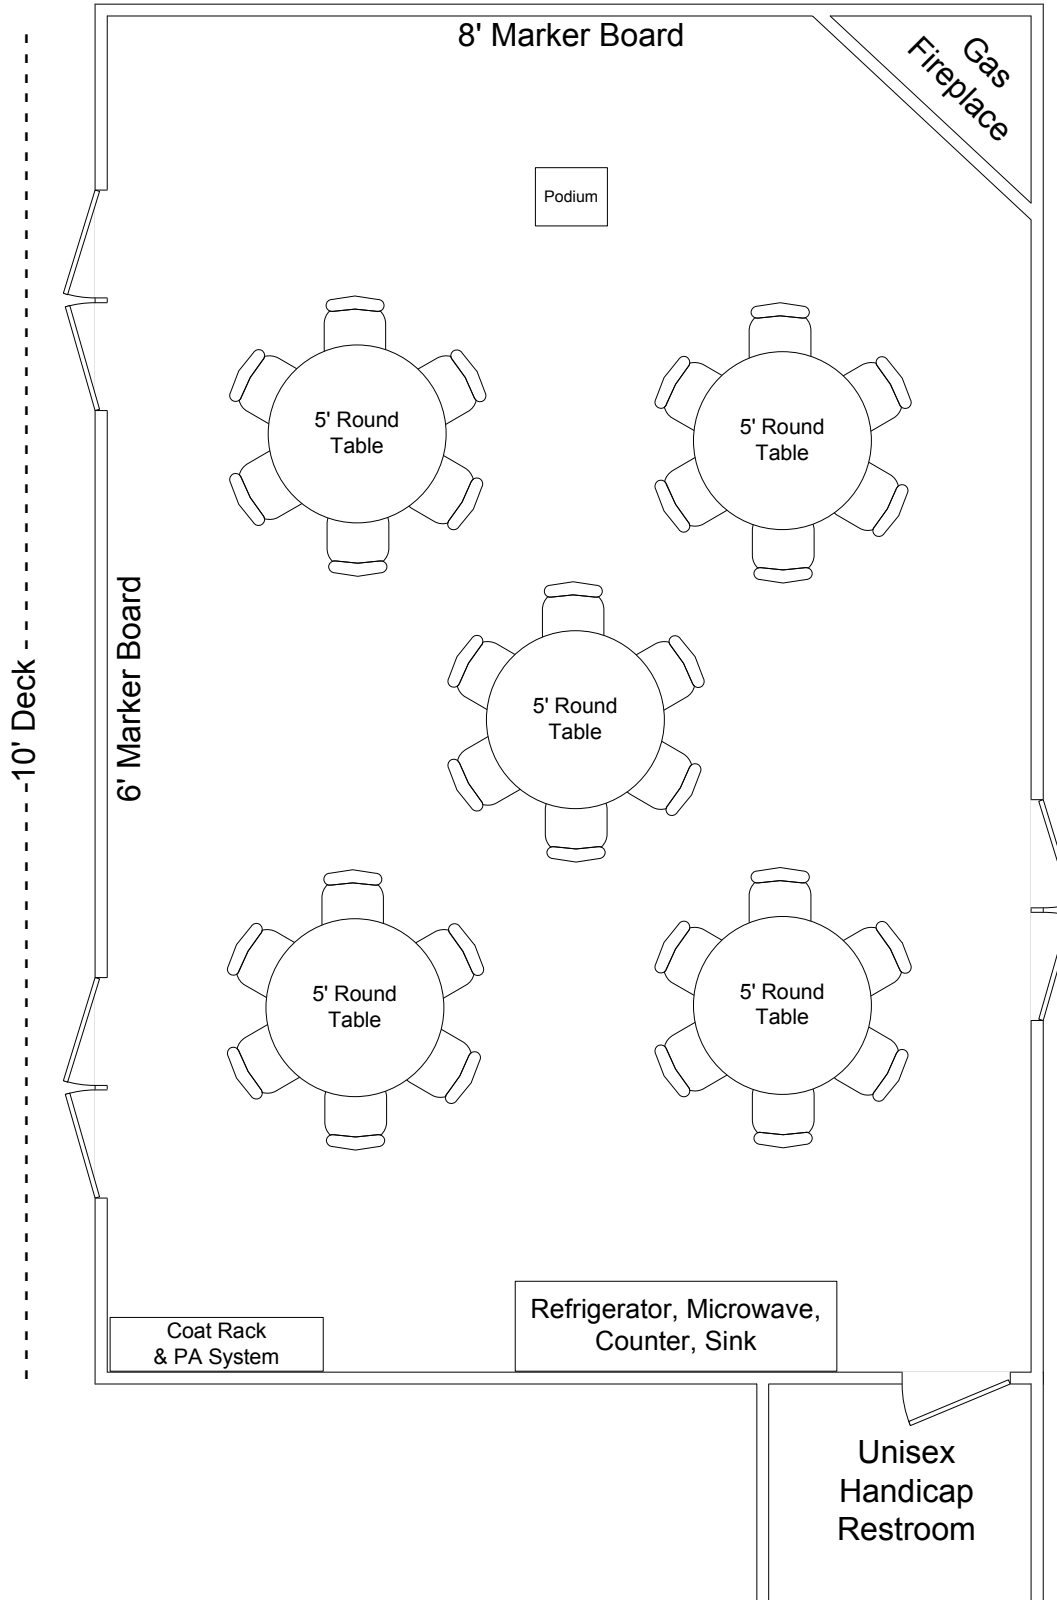 8' Marker Board
Gas
Fireplace
Podium
5' Round
Table
5' Round
Table
10' Deck
6' Marker Board
5' Round
Table
5' Round
Table
5' Round
Table
Coat Rack
& PA System
Refrigerator, Microwave,
Counter, Sink
Unisex
Handicap
Restroom